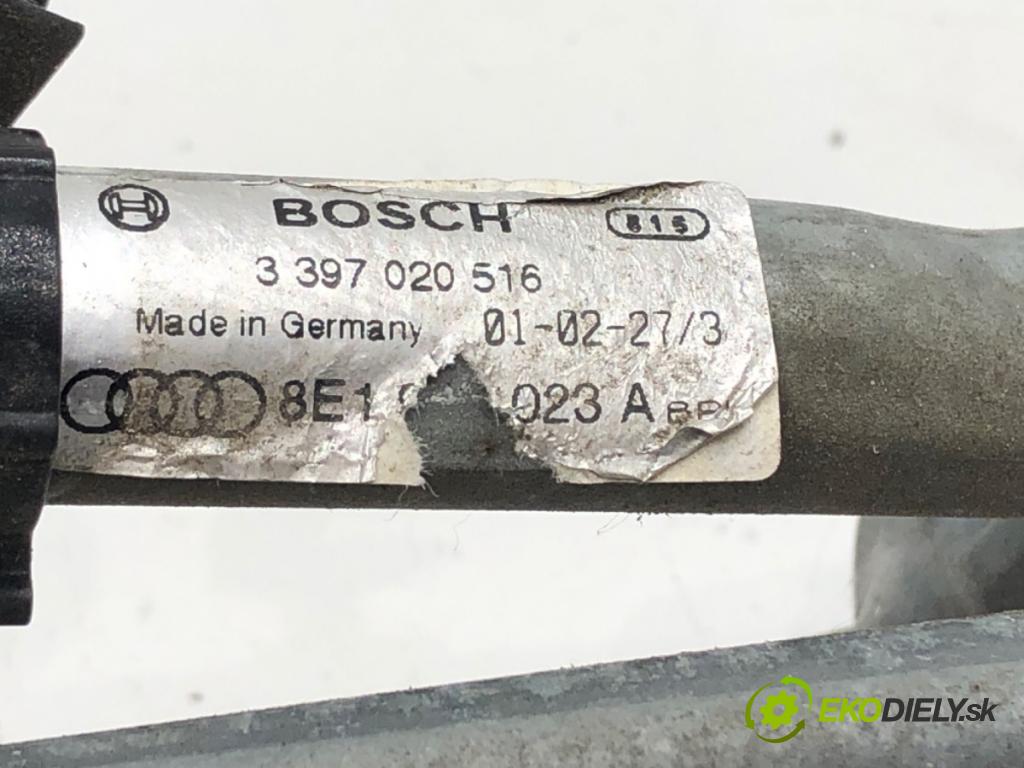 BOSCH 815
3 397 020 516
Made in Germany 01-02-27/3
8E1 023 A
EKODIELY.sk